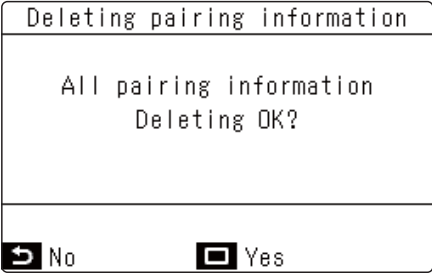 Deleting pairing information
All pairing information
Deleting OK?
No Yes